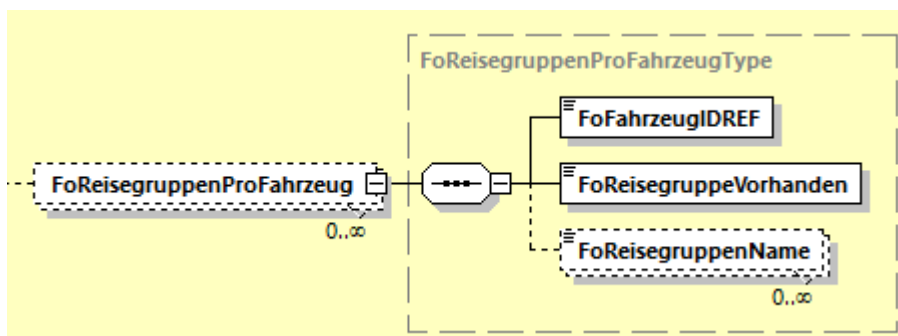 FoReisegruppenProFahrzeugType
FoFahrzeugIDREF
FoReisegruppenProFahrzeug
0..∞
FoReisegruppeVorhanden
FoReisegruppenName
0..∞